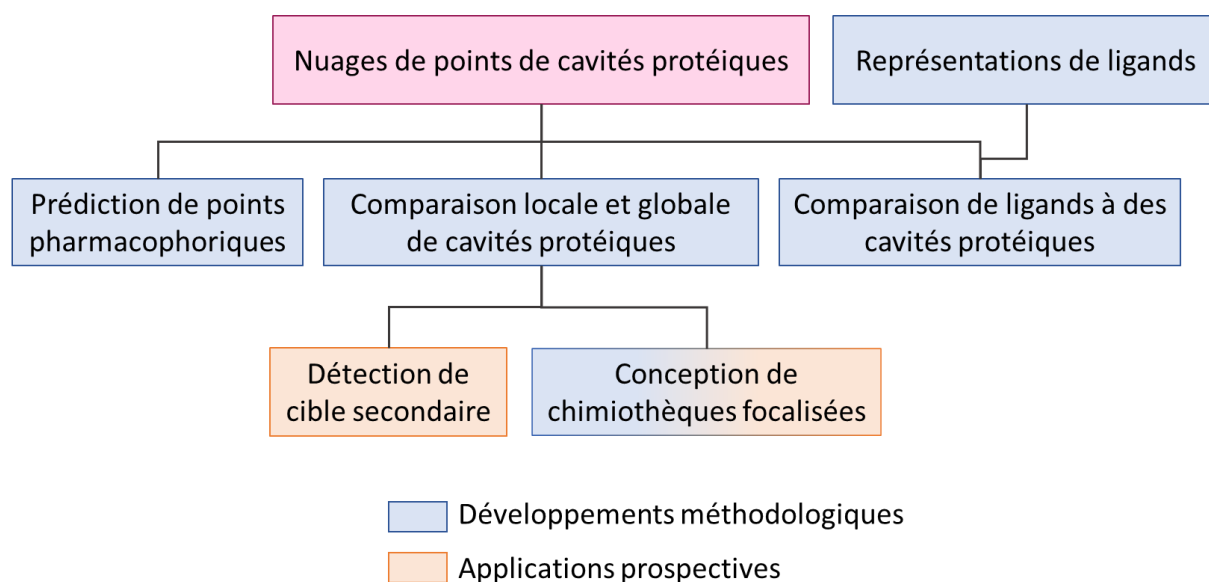 Nuages de points de cavités protéiques
Représentations de ligands
Prédiction de points
pharmacophoriques
Comparaison locale et globale
de cavités protéiques
Comparaison de ligands à des
cavités protéiques
Détection de
cible secondaire
Conception de
chimiothèques focalisées
Développements méthodologiques
Applications prospectives